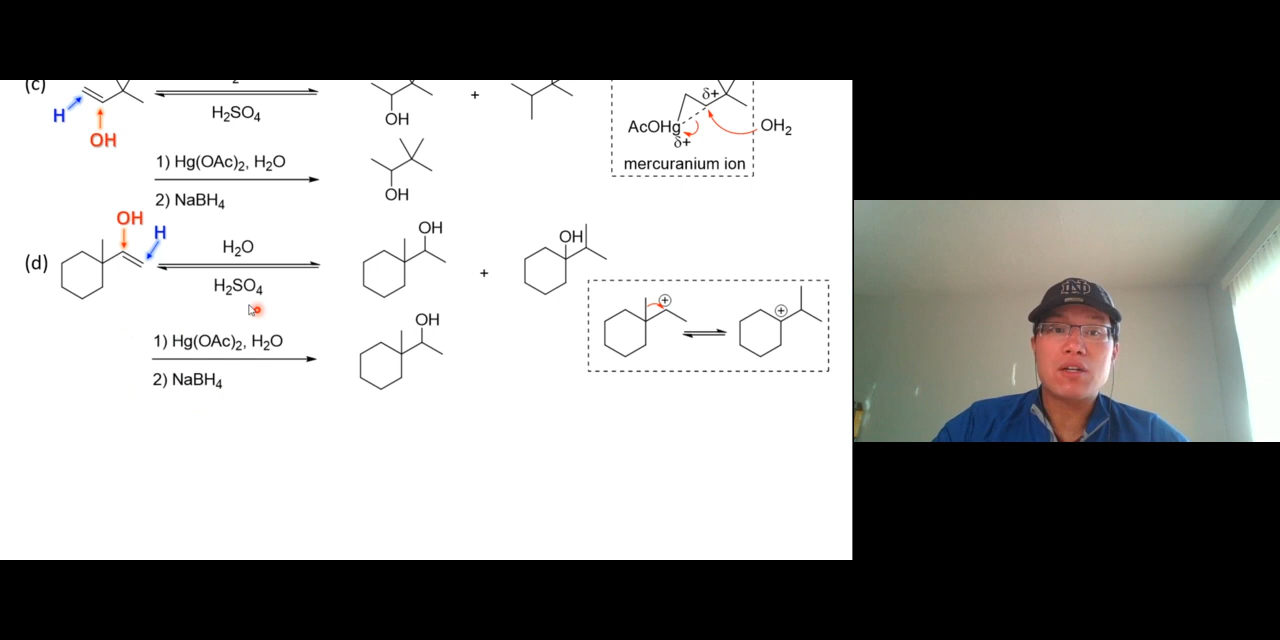 (c)
2
H
OH
H₂SO₄
OH
+
δ+
AcOHg
δ+
OH₂
mercuranium ion
1) Hg(OAc)₂, H₂O
2) NaBH₄
OH
(d)
OH
H
H₂O
H₂SO₄
OH
+
OH
+
+
1) Hg(OAc)₂, H₂O
2) NaBH₄
OH